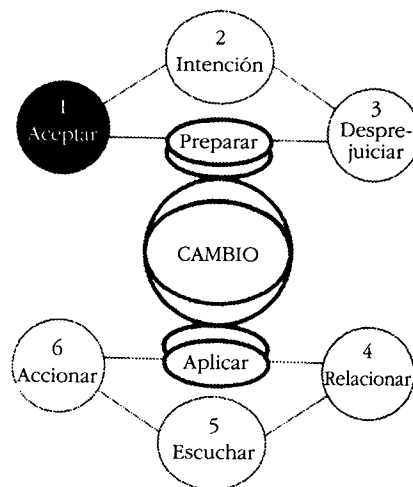 2
Intención
1
Aceptar
3
Despre-
juiciar
Preparar
CAMBIO
6
Accionar
Aplicar
4
Relacionar
5
Escuchar